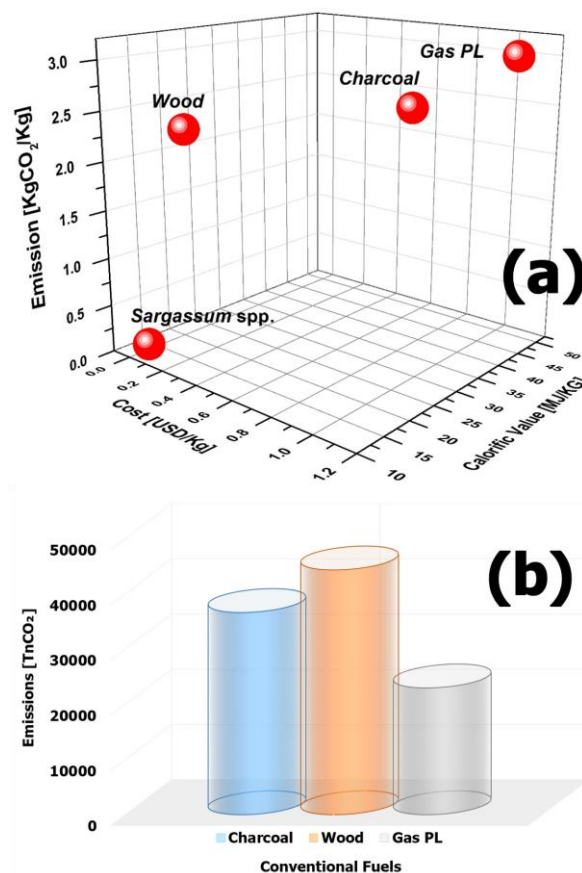 Gas PL
Charcoal
Wood
Sargassum spp.
(a)
Emission [KgCO₂/Kg]
3.0
2.5
2.0
1.5
1.0
0.5
0.0
0.0
0.2
0.4
0.6
0.8
1.0
1.2
Cost [USD/Kg]
10
15
20
25
30
35
40
45
50
Calorific Value [MJ/KG]
(b)
Emissions [TnCO₂]
50000
40000
30000
20000
10000
0
Charcoal Wood Gas PL
Conventional Fuels